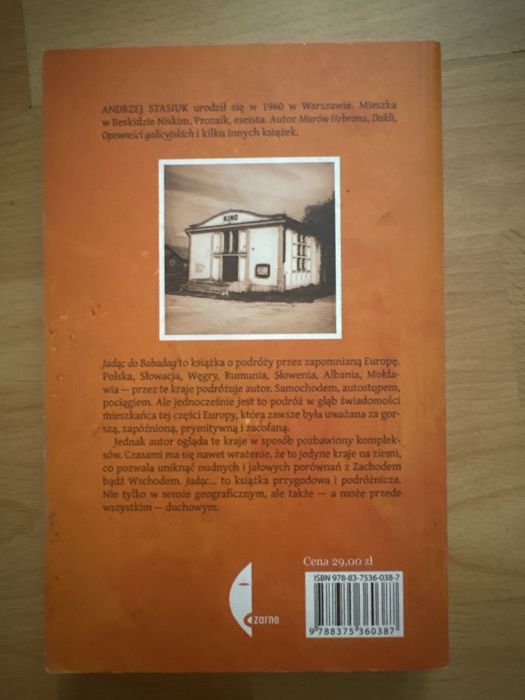 ANDRZEJ STASIUK urodził się w 1960 w Warszawie. Mieszka
w Beskidzie Niskim. Prozaik, eseista. Autor Murów Hebronu, Dukli,
Opowieści galicyjskich i kilku innych książek.
KINO
Jadąc do Babadag to książka o podróży przez zapomnianą Europę.
Polska, Słowacja, Węgry, Rumunia, Słowenia, Albania, Mołda-
wia — przez te kraje podróżuje autor. Samochodem, autostopem,
pociągiem. Ale jednocześnie jest to podróż w głąb świadomości
mieszkańca tej części Europy, którą zawsze była uważana za gor-
szą, zapóźnioną, prymitywną i zacofaną.
Jednak autor ogląda te kraje w sposób pozbawiony komplek-
sów. Czasami ma się nawet wrażenie, że to jedyne kraje na ziemi,
co pozwala uniknąć nudnych i jałowych porównań z Zachodem
bądź Wschodem. Jadąc... to książka przygodowa i podróżnicza.
Nie tylko w sensie geograficznym, ale także — a może przede
wszystkim — duchowym.
Cena 29,00 zł
ISBN 978-83-7536-038-7
9 788375 360387
Czarne